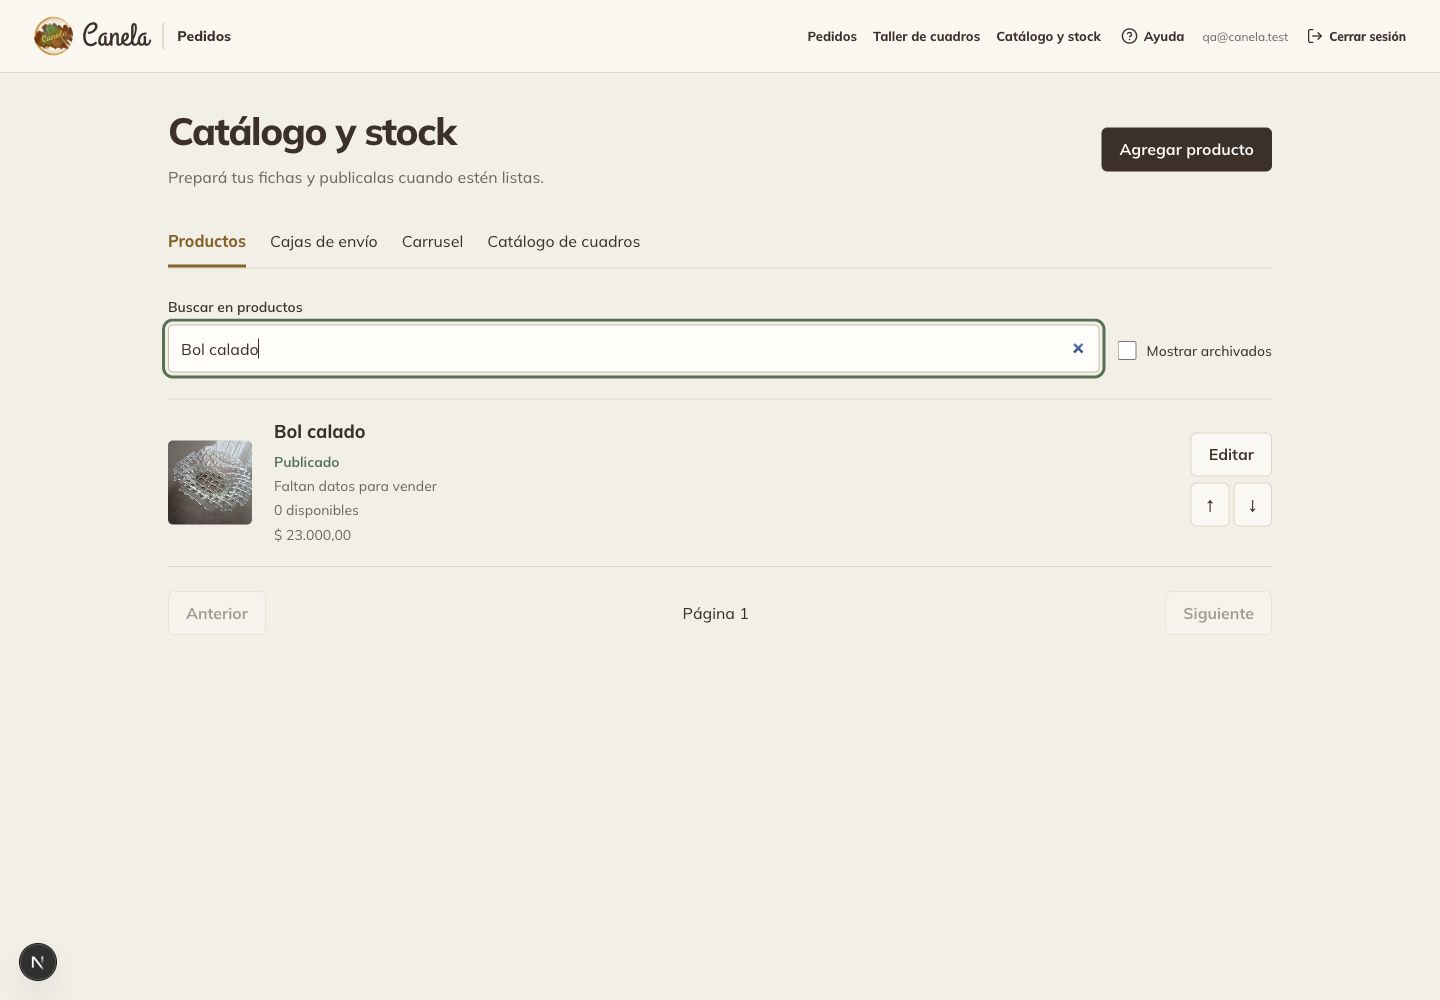 Canela
Pedidos
Pedidos
Taller de cuadros
Catálogo y stock
Ayuda
qa@canela.test
Cerrar sesión
Catálogo y stock
Prepará tus fichas y publicalas cuando estén listas.
Agregar producto
Productos
Cajas de envío
Carrusel
Catálogo de cuadros
Buscar en productos
Bol calado
Mostrar archivados
Bol calado
Publicado
Faltan datos para vender
0 disponibles
$ 23.000,00
Editar
↑
↓
Anterior
Página 1
Siguiente
N